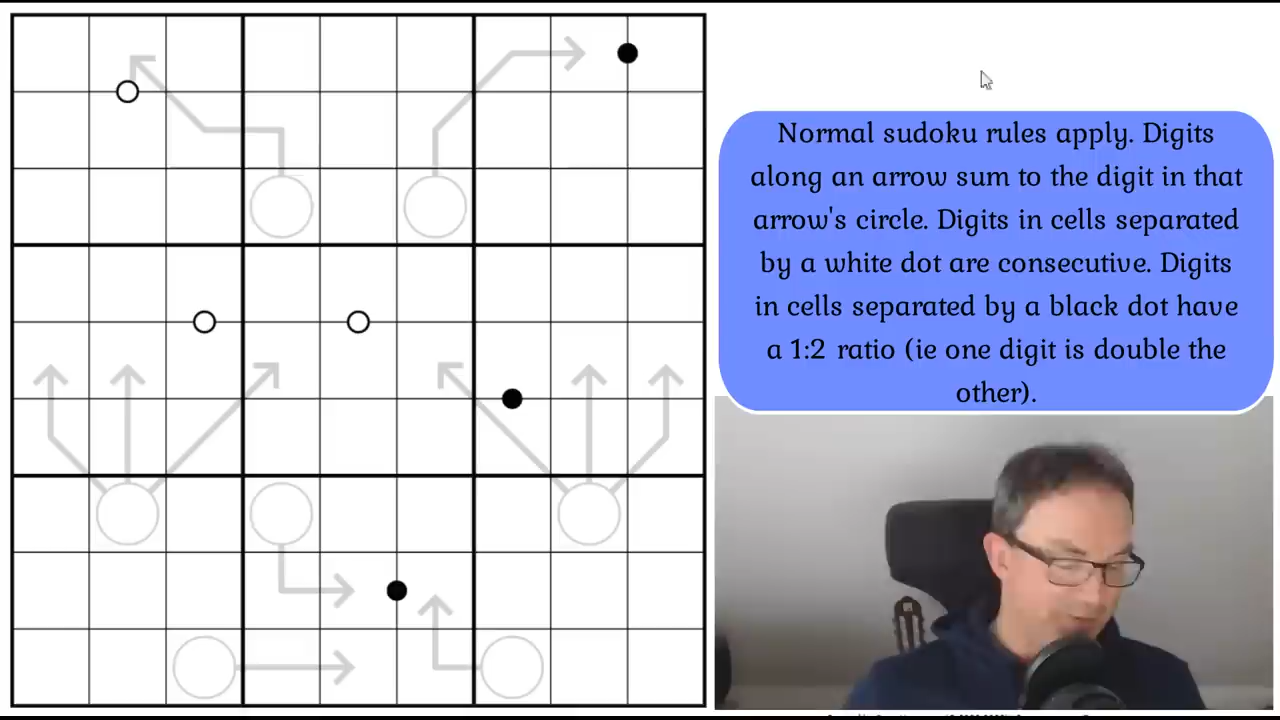 Normal sudoku rules apply. Digits
along an arrow sum to the digit in that
arrow's circle. Digits in cells separated
by a white dot are consecutive. Digits
in cells separated by a black dot have
a 1:2 ratio (ie one digit is double the
other).